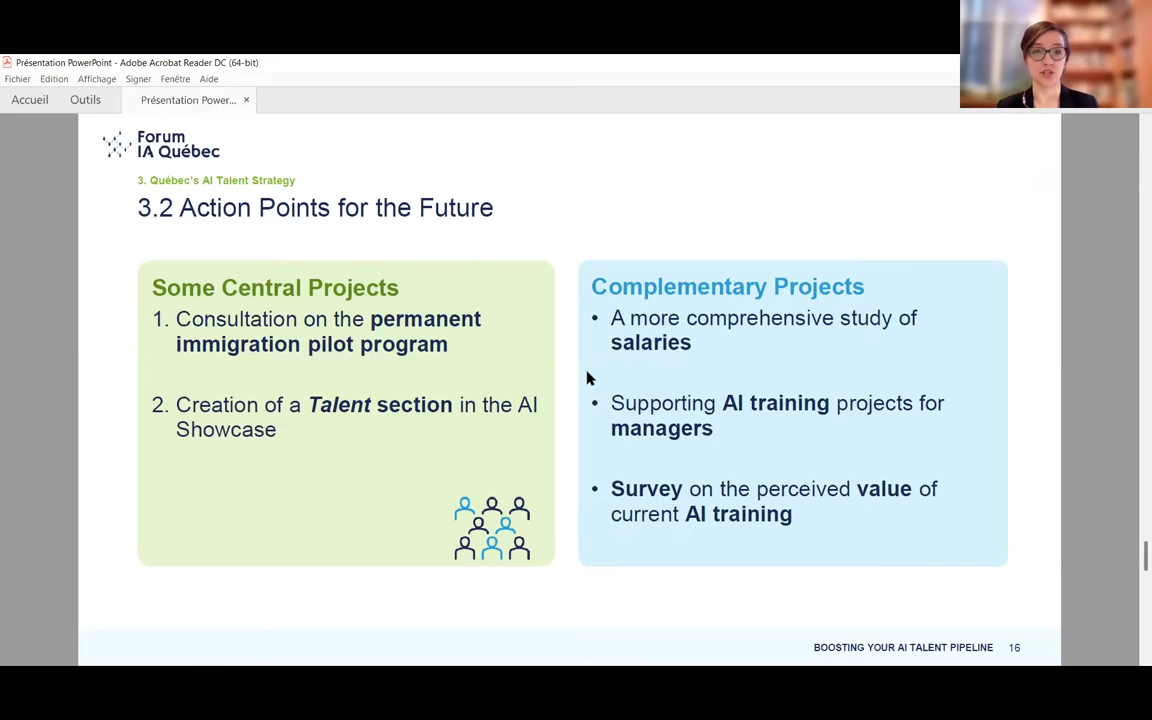 Présentation PowerPoint - Adobe Acrobat Reader DC (64-bit)
Fichier Edition Affichage Signer Fenêtre Aide
Accueil Outils Présentation Power... ×
Forum
IA Québec
3. Québec's AI Talent Strategy
3.2 Action Points for the Future
Some Central Projects
1. Consultation on the permanent
immigration pilot program
2. Creation of a Talent section in the AI
Showcase
Complementary Projects
• A more comprehensive study of
salaries
• Supporting AI training projects for
managers
• Survey on the perceived value of
current AI training
BOOSTING YOUR AI TALENT PIPELINE 16